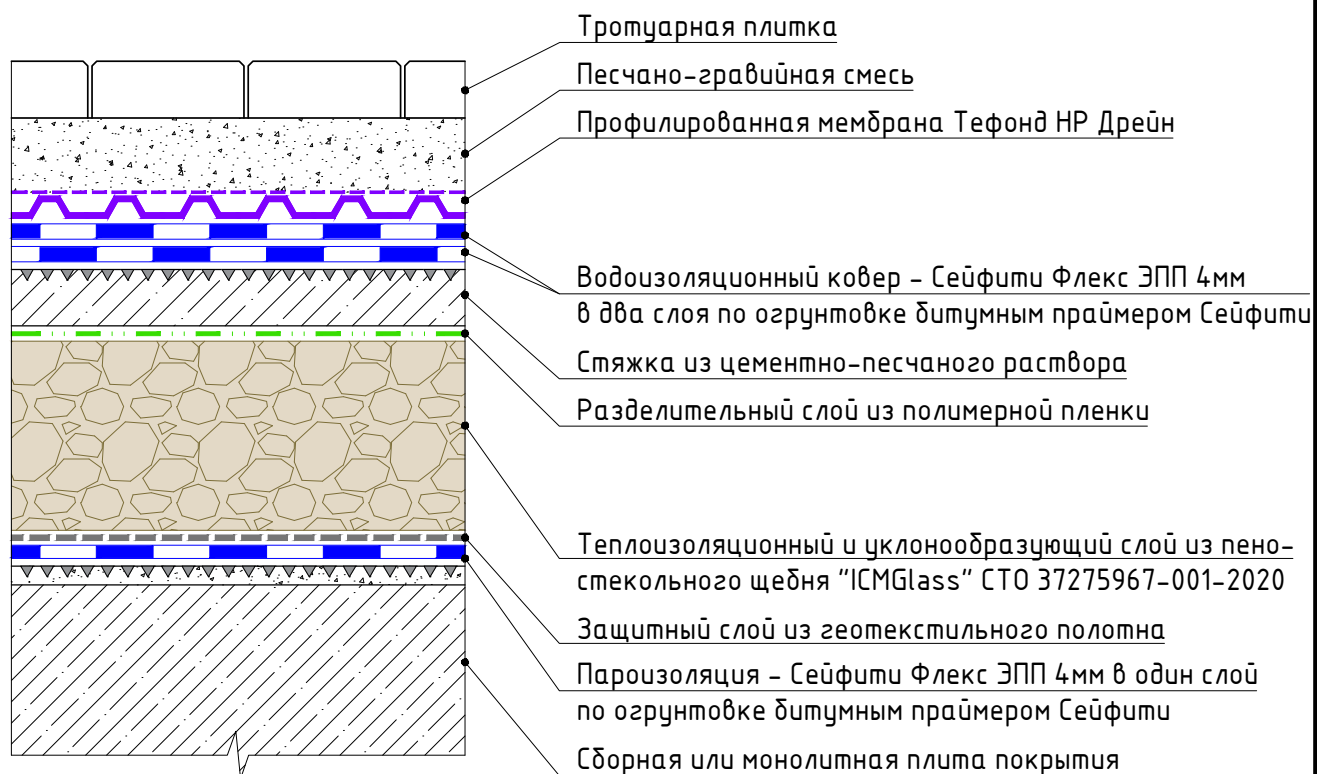 Тротуарная плитка
Песчано-гравийная смесь
Профилированная мембрана Тефонд НР Дрейн
Водоизоляционный ковер - Сейфити Флекс ЭПП 4мм
в два слоя по огрунтовке битумным праймером Сейфити
Стяжка из цементно-песчаного раствора
Разделительный слой из полимерной пленки
Теплоизоляционный и уклонообразующий слой из пено-
стекольного щебня "ICMGlass" СТО 37275967-001-2020
Защитный слой из геотекстильного полотна
Пароизоляция - Сейфити Флекс ЭПП 4мм в один слой
по огрунтовке битумным праймером Сейфити
Сборная или монолитная плита покрытия